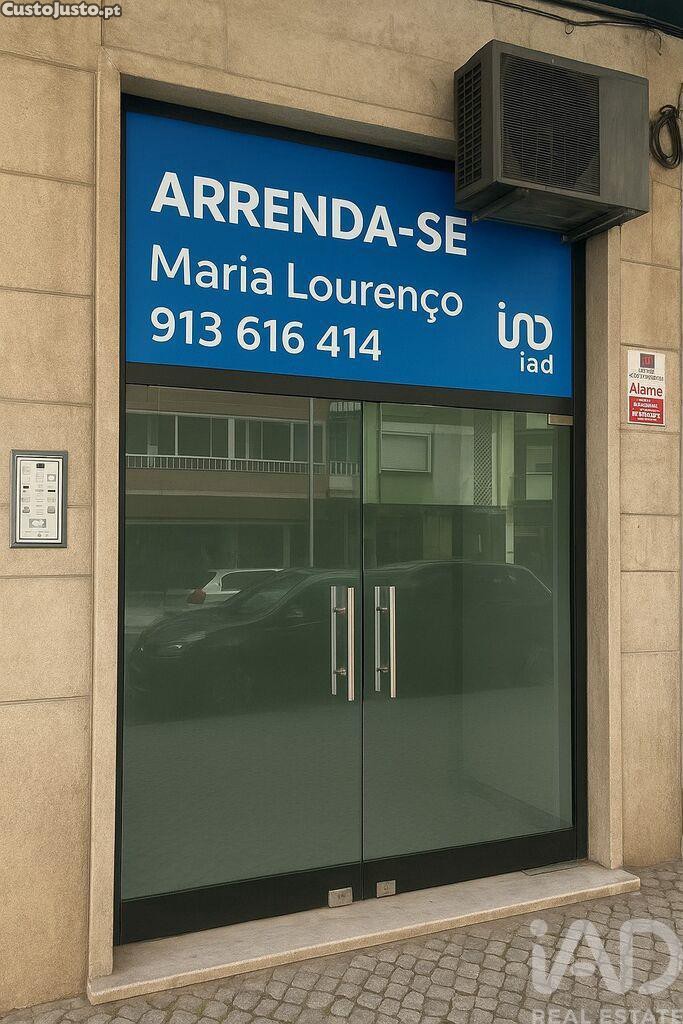 CustoJusto.pt
ARRENDA-SE
Maria Lourenço
913 616 414
iad
Alame
iAD
REAL ESTATE